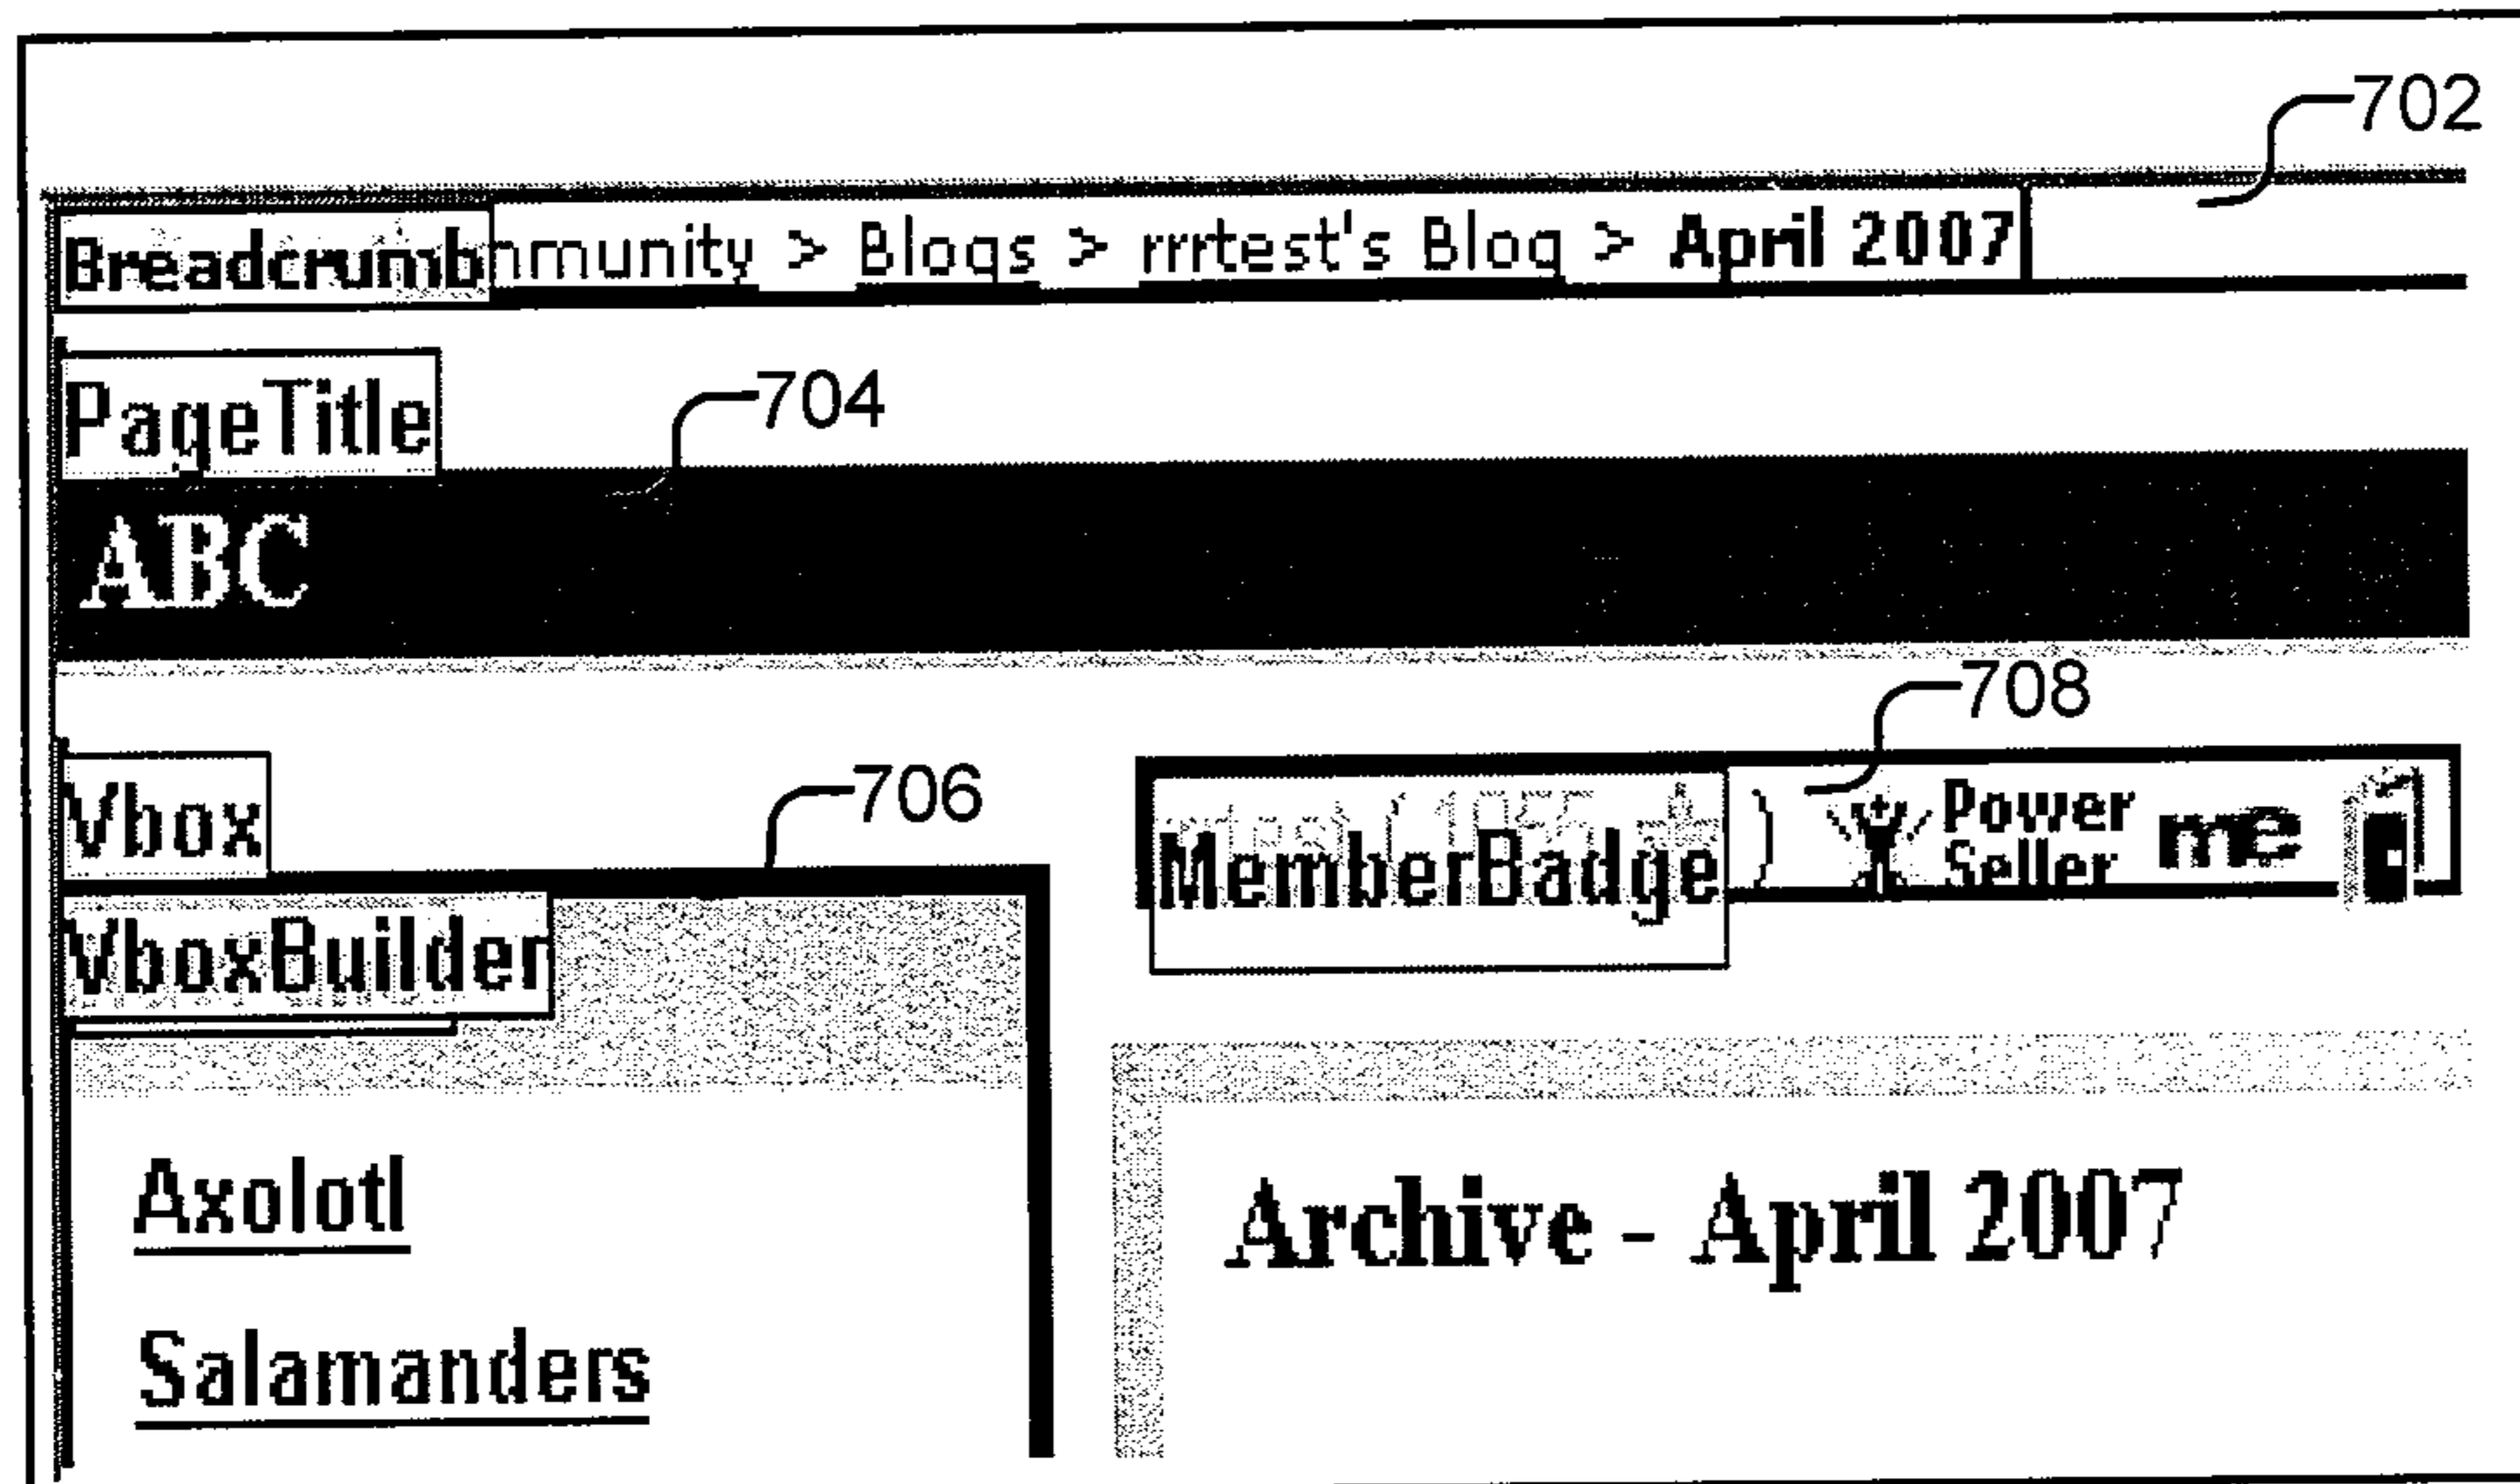 702
Breadcrumb nmunity > Blogs > rrrtest's Blog > April 2007
PageTitle
704
ABC
708
Vbox
706
MemberBadge ) Power Seller me
VboxBuilder
Axolotl
Archive - April 2007
Salamanders